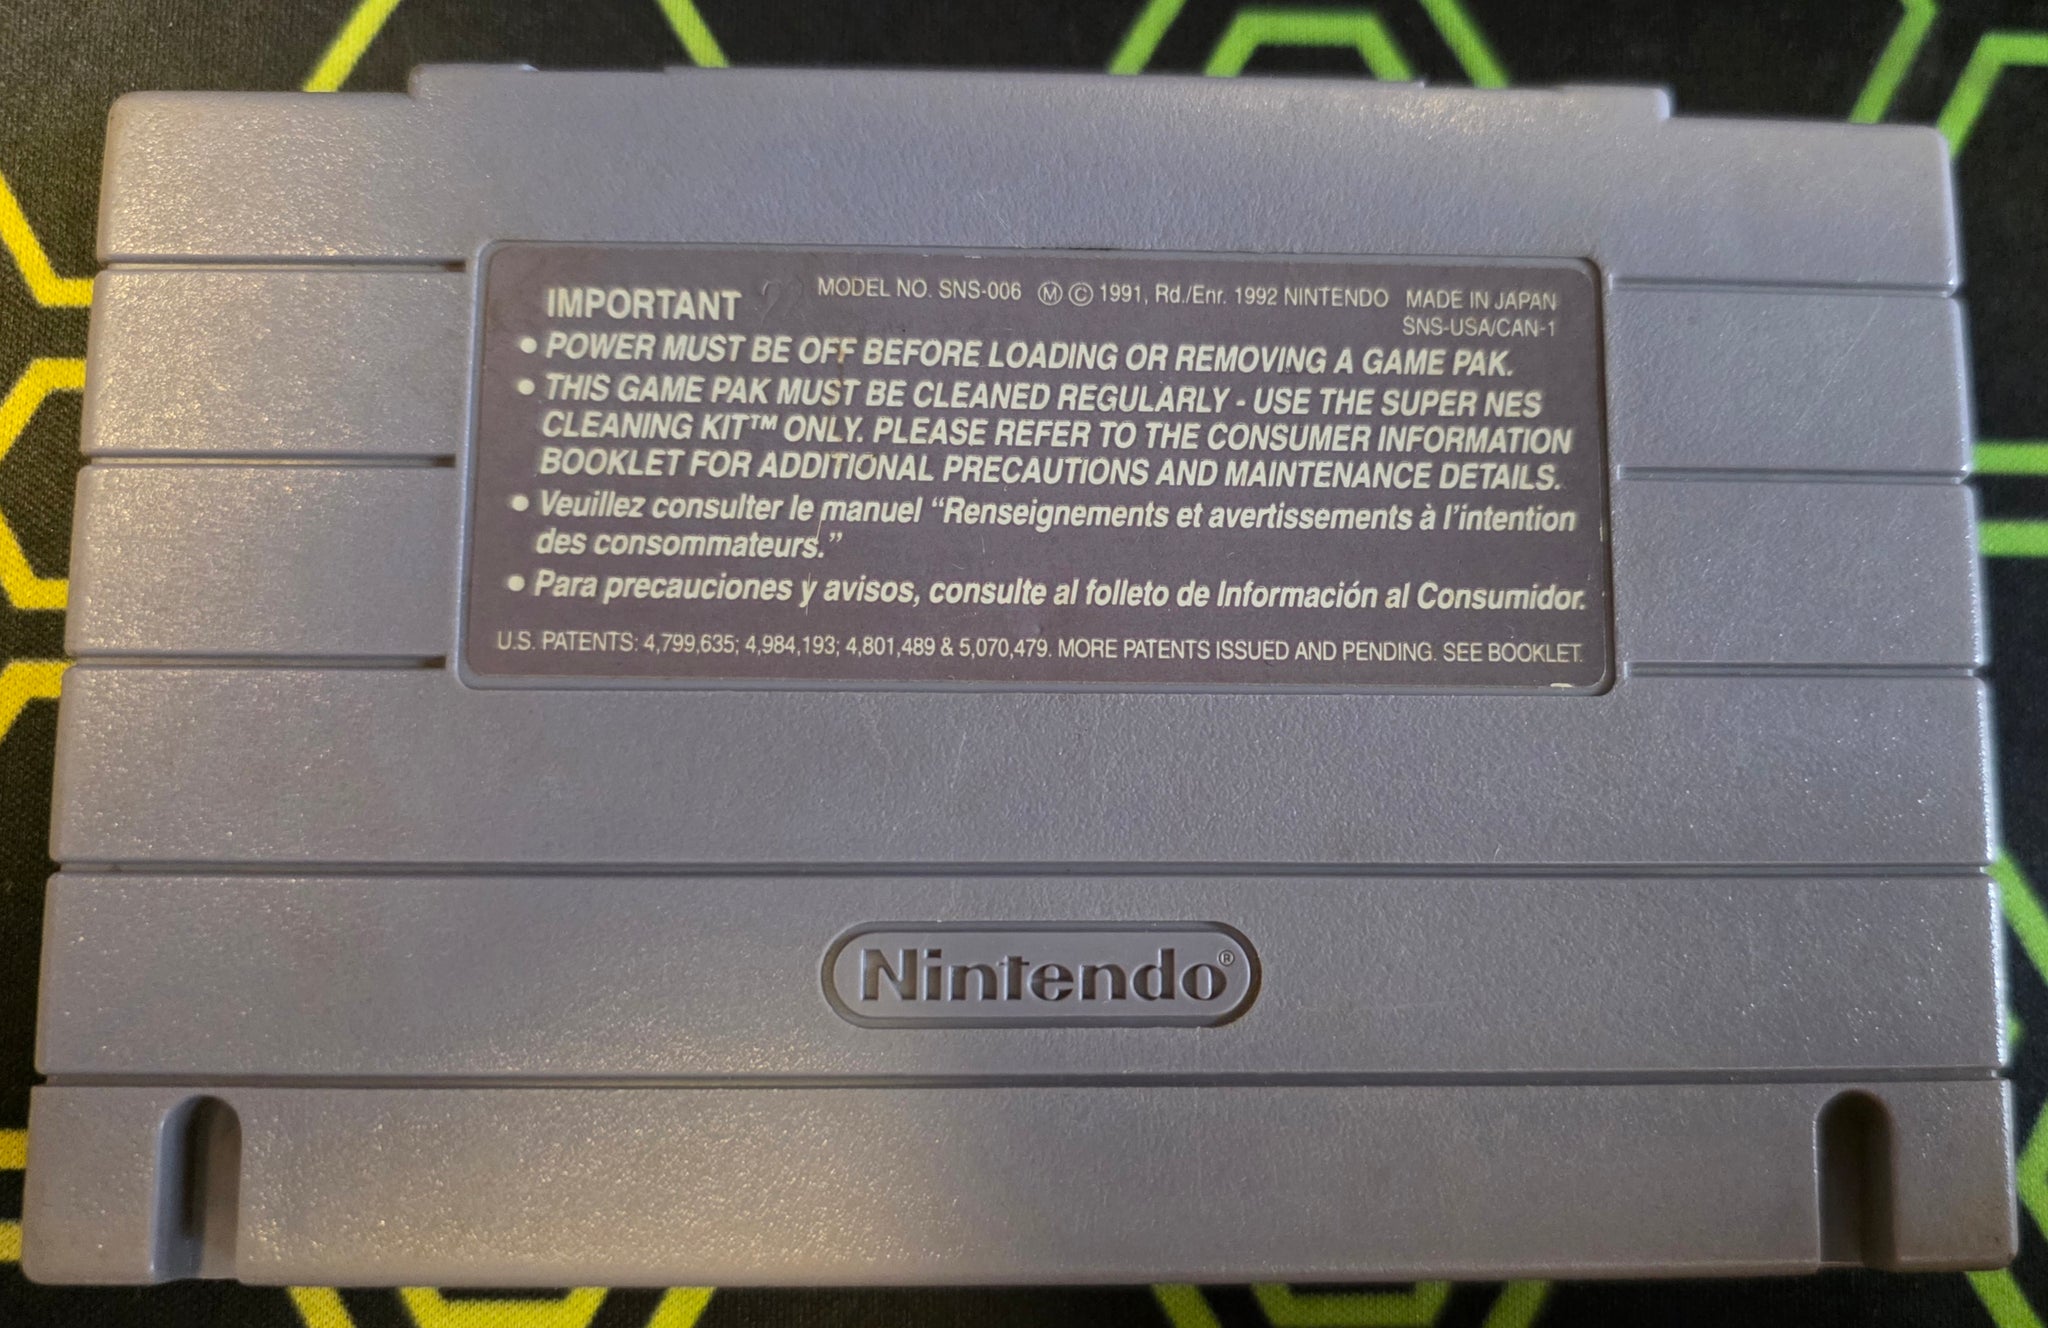 IMPORTANT MODEL NO. SNS-006 Ⓜ © 1991, Rd./Enr. 1992 NINTENDO MADE IN JAPAN
SNS-USA/CAN-1
• POWER MUST BE OFF BEFORE LOADING OR REMOVING A GAME PAK.
• THIS GAME PAK MUST BE CLEANED REGULARLY - USE THE SUPER NES
CLEANING KIT™ ONLY. PLEASE REFER TO THE CONSUMER INFORMATION
BOOKLET FOR ADDITIONAL PRECAUTIONS AND MAINTENANCE DETAILS.
• Veuillez consulter le manuel “Renseignements et avertissements à l’intention
des consommateurs.”
• Para precauciones y avisos, consulte al folleto de Información al Consumidor.
U.S. PATENTS: 4,799,635; 4,984,193; 4,801,489 & 5,070,479. MORE PATENTS ISSUED AND PENDING. SEE BOOKLET.
Nintendo®